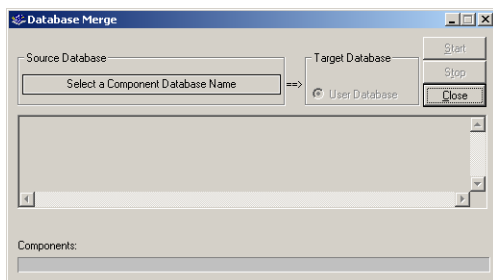 Database Merge
Source Database
Select a Component Database Name
==>
Target Database
User Database
Start
Stop
Close
Components: